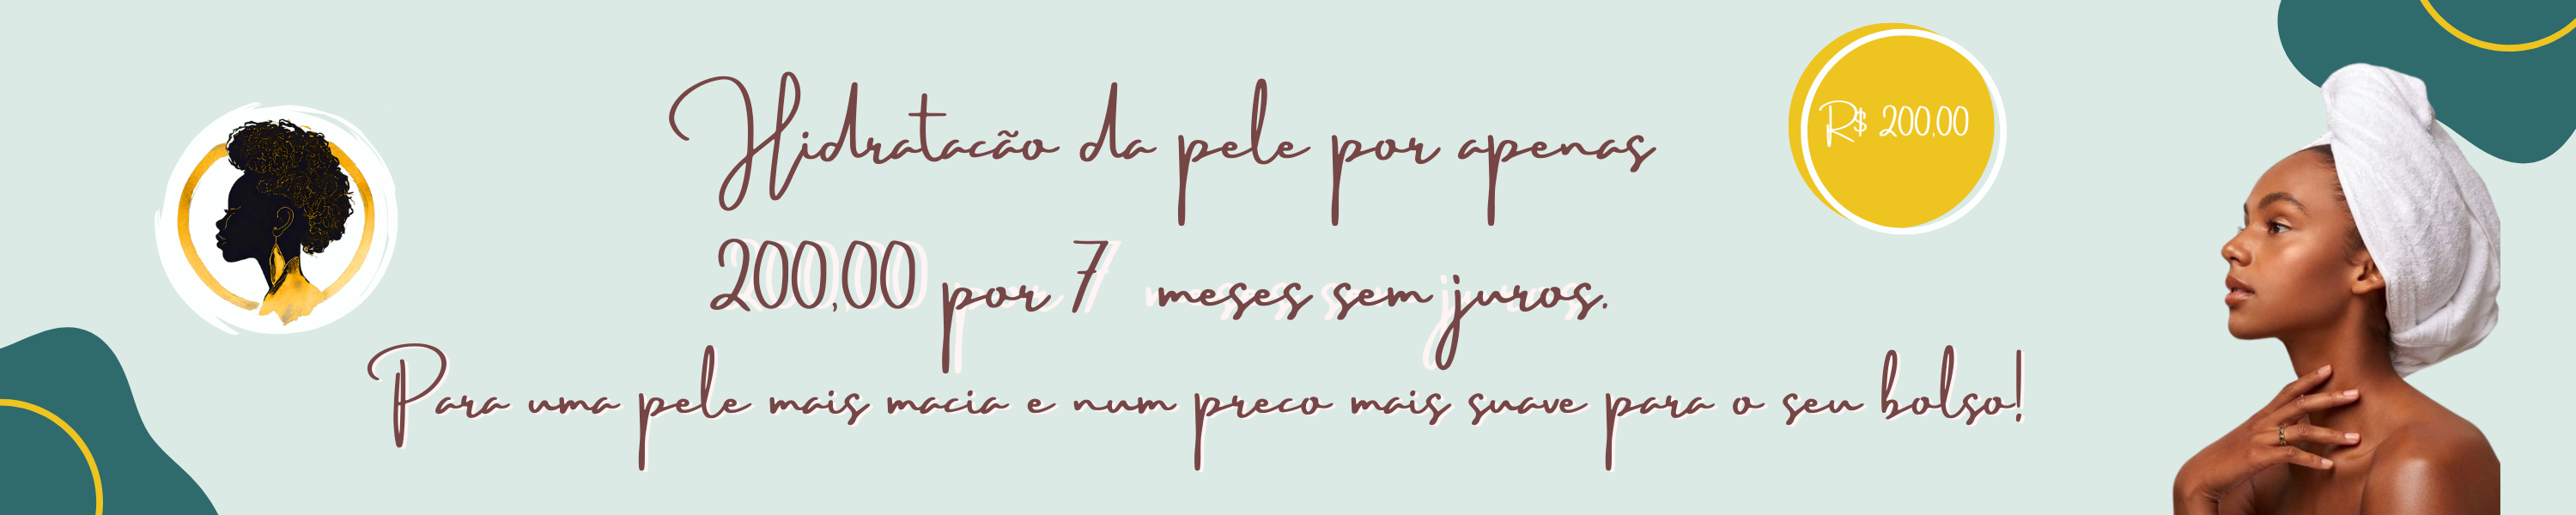 Hidratacão da pele por apenas
R$ 200,00
200,00 por 7 meses sem juros.
Para uma pele mais macia e num preco mais suave para o seu bolso!